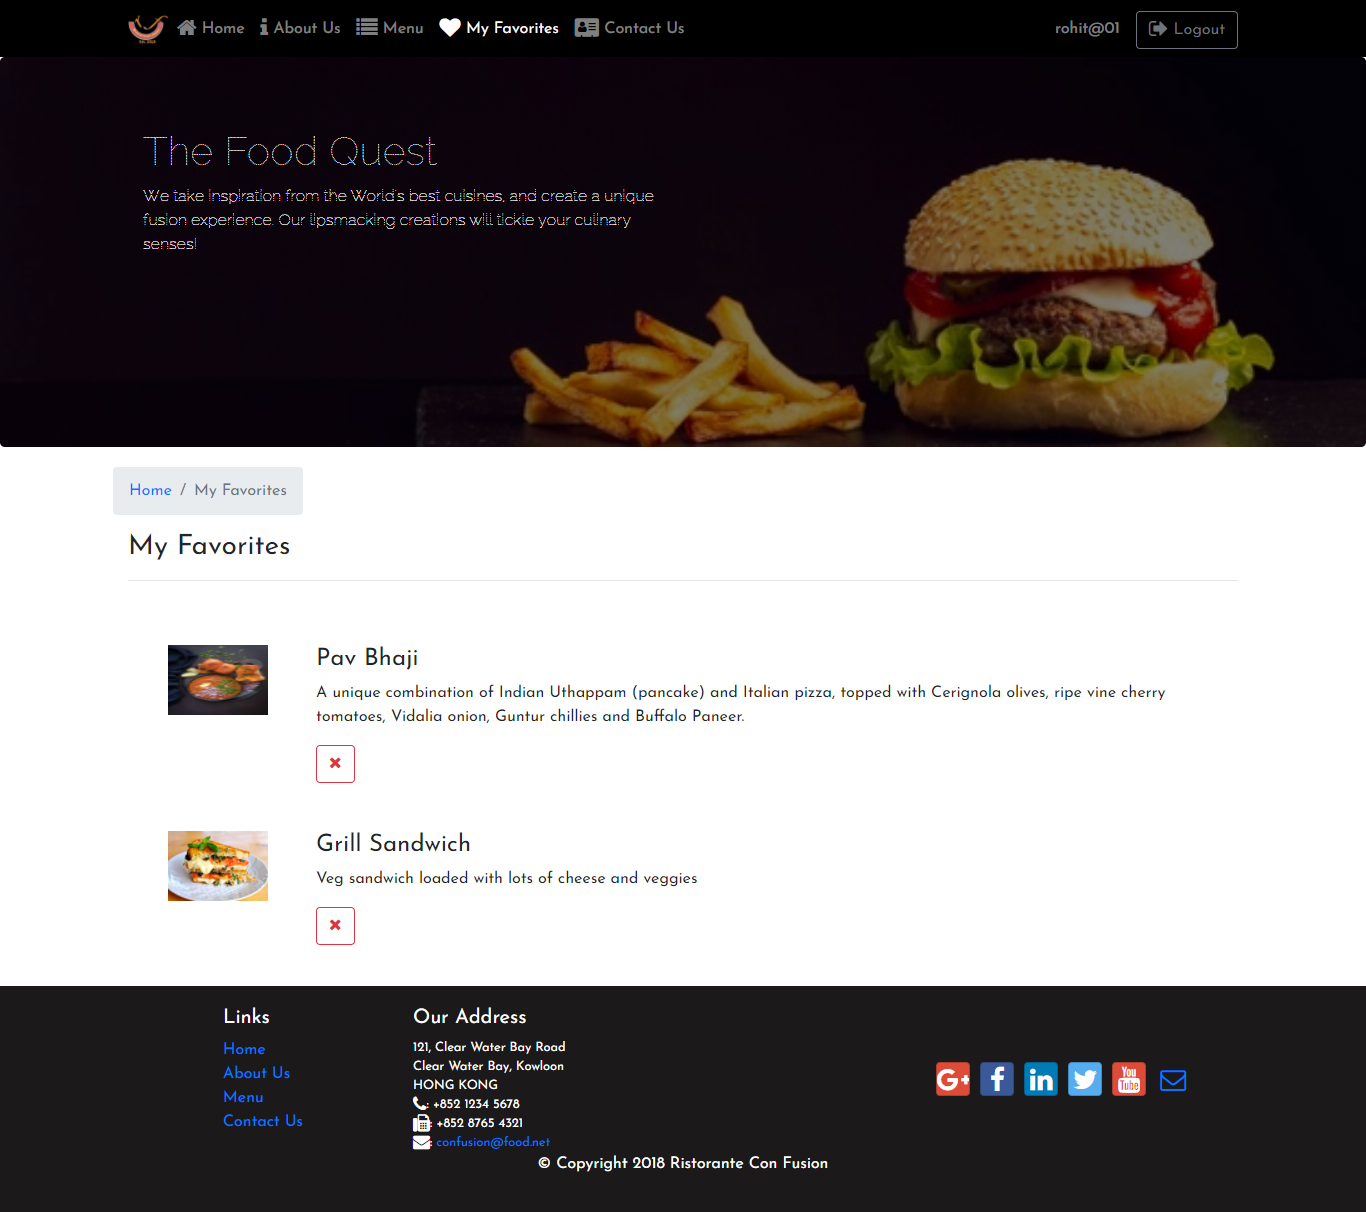 Home About Us Menu My Favorites Contact Us rohit@01 Logout
The Food Quest
We take inspiration from the World's best cuisines, and create a unique
fusion experience. Our lipsmacking creations will tickle your culinary
senses!
Home / My Favorites
My Favorites
Pav Bhaji
A unique combination of Indian Uthappam (pancake) and Italian pizza, topped with Cerignola olives, ripe vine cherry
tomatoes, Vidalia onion, Guntur chillies and Buffalo Paneer.
Grill Sandwich
Veg sandwich loaded with lots of cheese and veggies
Links
Home
About Us
Menu
Contact Us
Our Address
121, Clear Water Bay Road
Clear Water Bay, Kowloon
HONG KONG
: +852 1234 5678
: +852 8765 4321
: confusion@food.net
G+ f in You Tube
© Copyright 2018 Ristorante Con Fusion